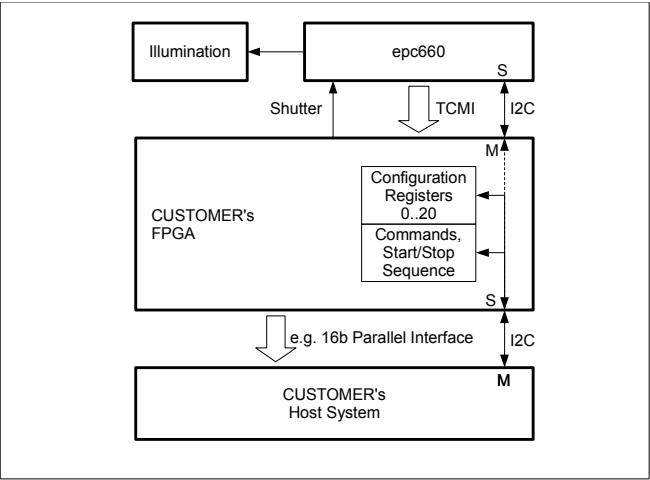 Illumination
epc660
S
Shutter
TCMI
I2C
M
Configuration
Registers
0..20
CUSTOMER's
FPGA
Commands,
Start/Stop
Sequence
S
e.g. 16b Parallel Interface
I2C
M
CUSTOMER's
Host System